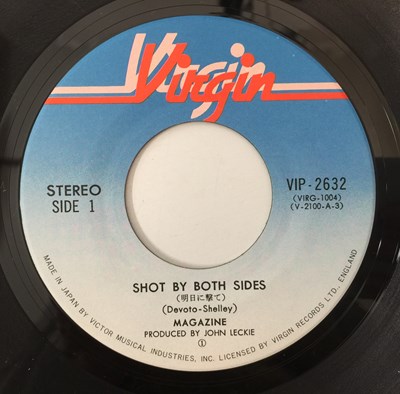 Virgin
STEREO
SIDE 1
VIP-2632
(VIRG-1004)
(V-2100-A-3)
SHOT BY BOTH SIDES
(明日に撃て)
(Devoto-Shelley)
MAGAZINE
PRODUCED BY JOHN LECKIE
①
MADE IN JAPAN BY VICTOR MUSICAL INDUSTRIES, INC. LICENSED BY VIRGIN RECORDS LTD., ENGLAND